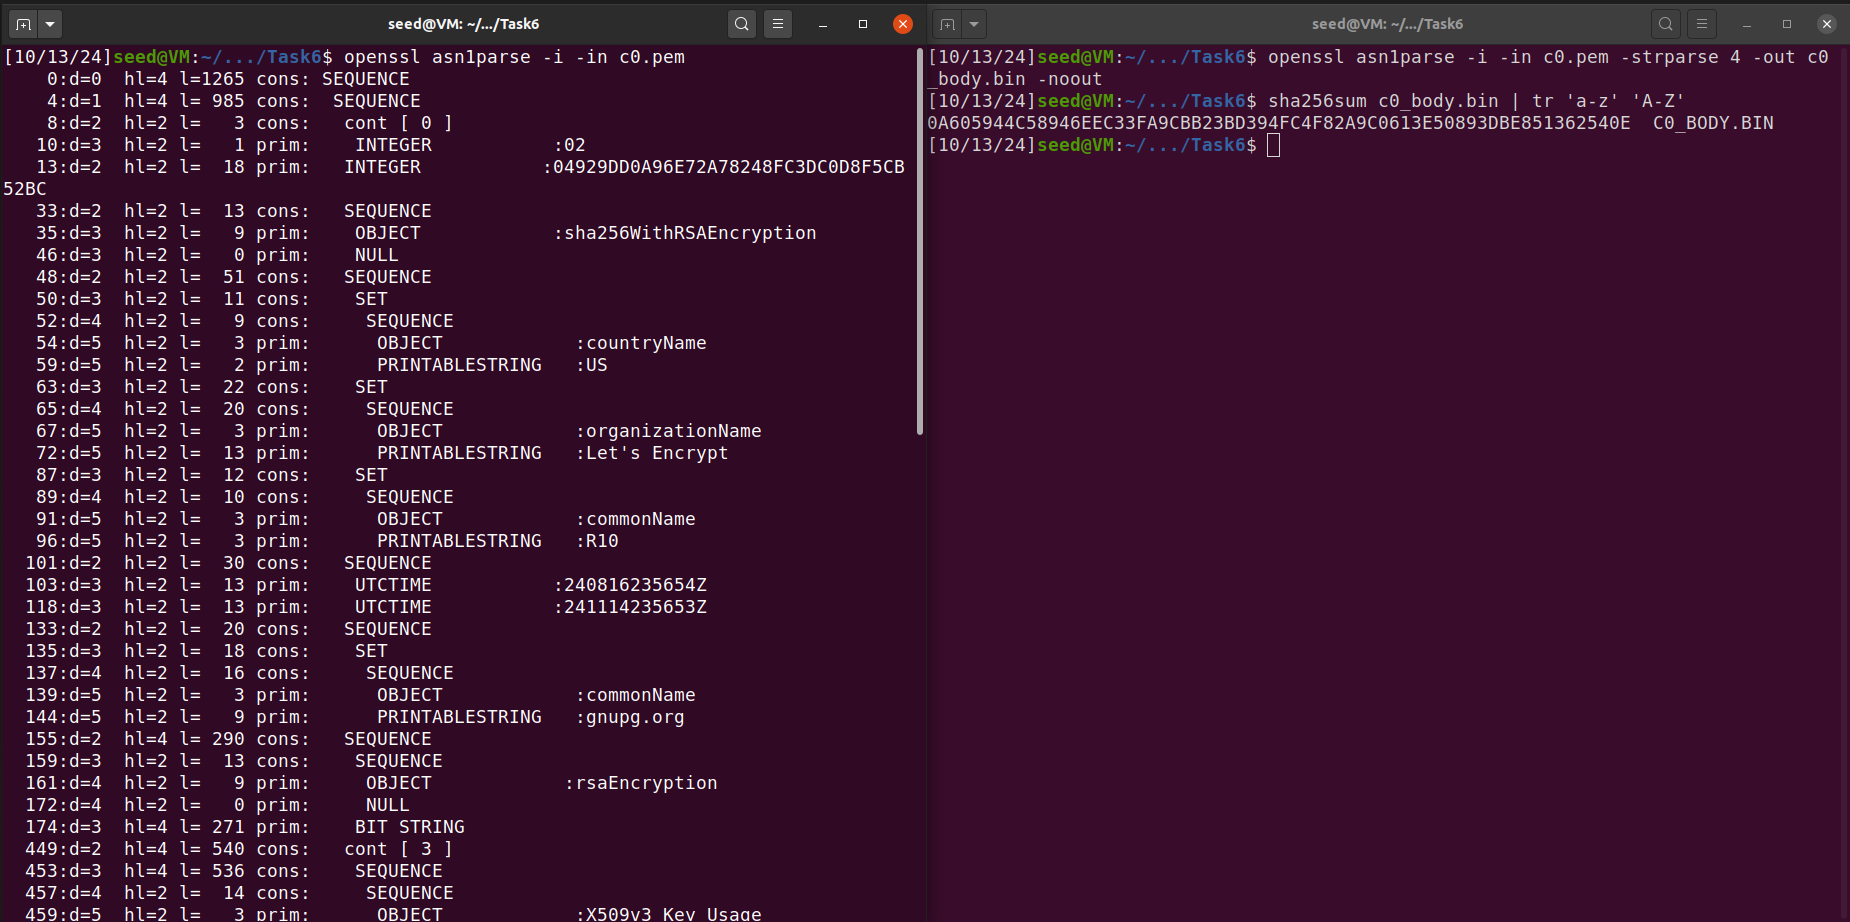 seed@VM: ~/.../Task6
[10/13/24]seed@VM:~/.../Task6$ openssl asn1parse -i -in c0.pem
    0:d=0  hl=4 l=1265 cons: SEQUENCE
    4:d=1  hl=4 l= 985 cons:  SEQUENCE
    8:d=2  hl=2 l=   3 cons:   cont [ 0 ]
   10:d=3  hl=2 l=   1 prim:    INTEGER           :02
   13:d=2  hl=2 l=  18 prim:   INTEGER           :04929DD0A96E72A78248FC3DC0D8F5CB
52BC
   33:d=2  hl=2 l=  13 cons:   SEQUENCE
   35:d=3  hl=2 l=   9 prim:    OBJECT            :sha256WithRSAEncryption
   46:d=3  hl=2 l=   0 prim:    NULL
   48:d=2  hl=2 l=  51 cons:   SEQUENCE
   50:d=3  hl=2 l=  11 cons:    SET
   52:d=4  hl=2 l=   9 cons:     SEQUENCE
   54:d=5  hl=2 l=   3 prim:      OBJECT            :countryName
   59:d=5  hl=2 l=   2 prim:      PRINTABLESTRING   :US
   63:d=3  hl=2 l=  22 cons:    SET
   65:d=4  hl=2 l=  20 cons:     SEQUENCE
   67:d=5  hl=2 l=   3 prim:      OBJECT            :organizationName
   72:d=5  hl=2 l=  13 prim:      PRINTABLESTRING   :Let's Encrypt
   87:d=3  hl=2 l=  12 cons:    SET
   89:d=4  hl=2 l=  10 cons:     SEQUENCE
   91:d=5  hl=2 l=   3 prim:      OBJECT            :commonName
   96:d=5  hl=2 l=   3 prim:      PRINTABLESTRING   :R10
  101:d=2  hl=2 l=  30 cons:   SEQUENCE
  103:d=3  hl=2 l=  13 prim:    UTCTIME           :240816235654Z
  118:d=3  hl=2 l=  13 prim:    UTCTIME           :241114235653Z
  133:d=2  hl=2 l=  20 cons:   SEQUENCE
  135:d=3  hl=2 l=  18 cons:    SET
  137:d=4  hl=2 l=  16 cons:     SEQUENCE
  139:d=5  hl=2 l=   3 prim:      OBJECT            :commonName
  144:d=5  hl=2 l=   9 prim:      PRINTABLESTRING   :gnupg.org
  155:d=2  hl=4 l= 290 cons:   SEQUENCE
  159:d=3  hl=2 l=  13 cons:    SEQUENCE
  161:d=4  hl=2 l=   9 prim:     OBJECT            :rsaEncryption
  172:d=4  hl=2 l=   0 prim:     NULL
  174:d=3  hl=4 l= 271 prim:    BIT STRING
  449:d=2  hl=4 l= 540 cons:   cont [ 3 ]
  453:d=3  hl=4 l= 536 cons:    SEQUENCE
  457:d=4  hl=2 l=  14 cons:     SEQUENCE
  459:d=5  hl=2 l=   3 prim:      OBJECT            :X509v3 Key Usage
seed@VM: ~/.../Task6
[10/13/24]seed@VM:~/.../Task6$ openssl asn1parse -i -in c0.pem -strparse 4 -out c0
_body.bin -noout
[10/13/24]seed@VM:~/.../Task6$ sha256sum c0_body.bin | tr 'a-z' 'A-Z'
0A605944C58946EEC33FA9CBB23BD394FC4F82A9C0613E50893DBE851362540E  C0_BODY.BIN
[10/13/24]seed@VM:~/.../Task6$